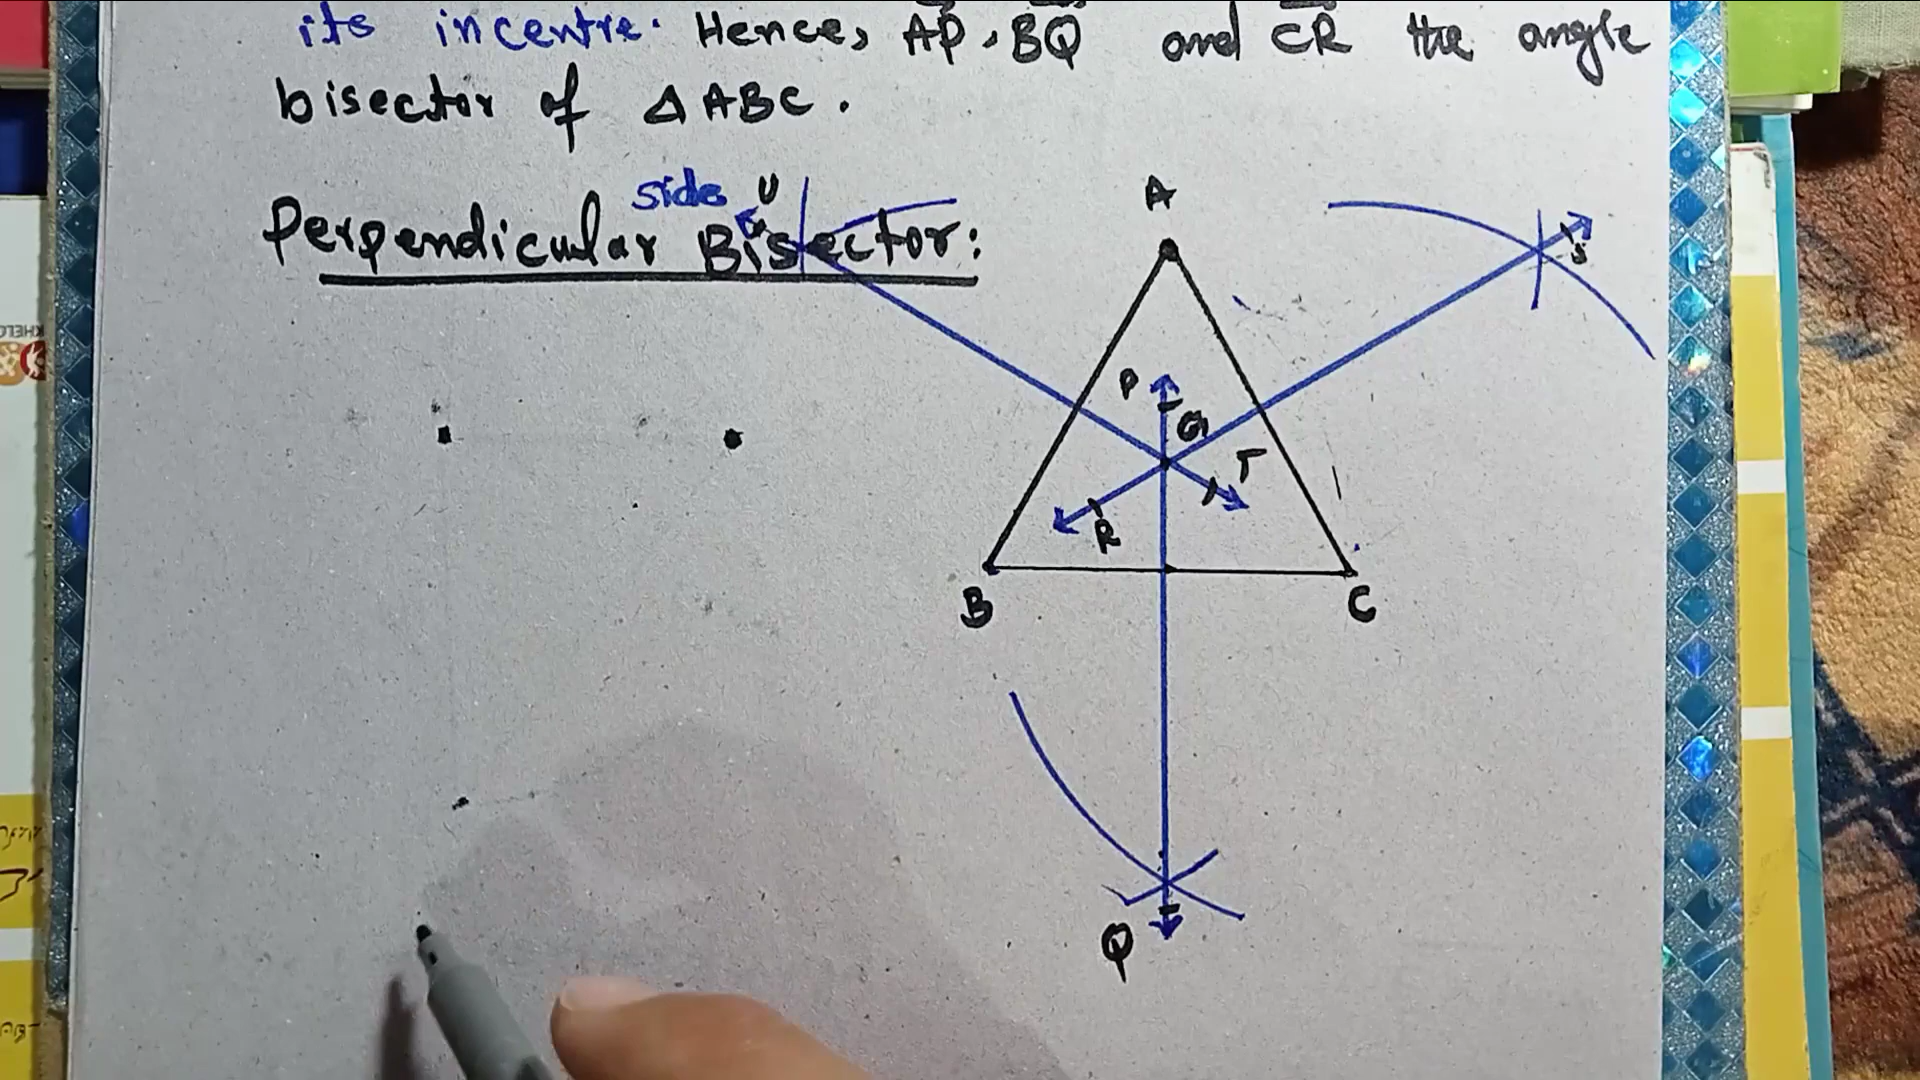 its incentre. Hence, AP, BQ and CR the angle
bisector of △ABC.
side
Perpendicular Bisector:
U
A
S
P
G
T
R
B
C
Q